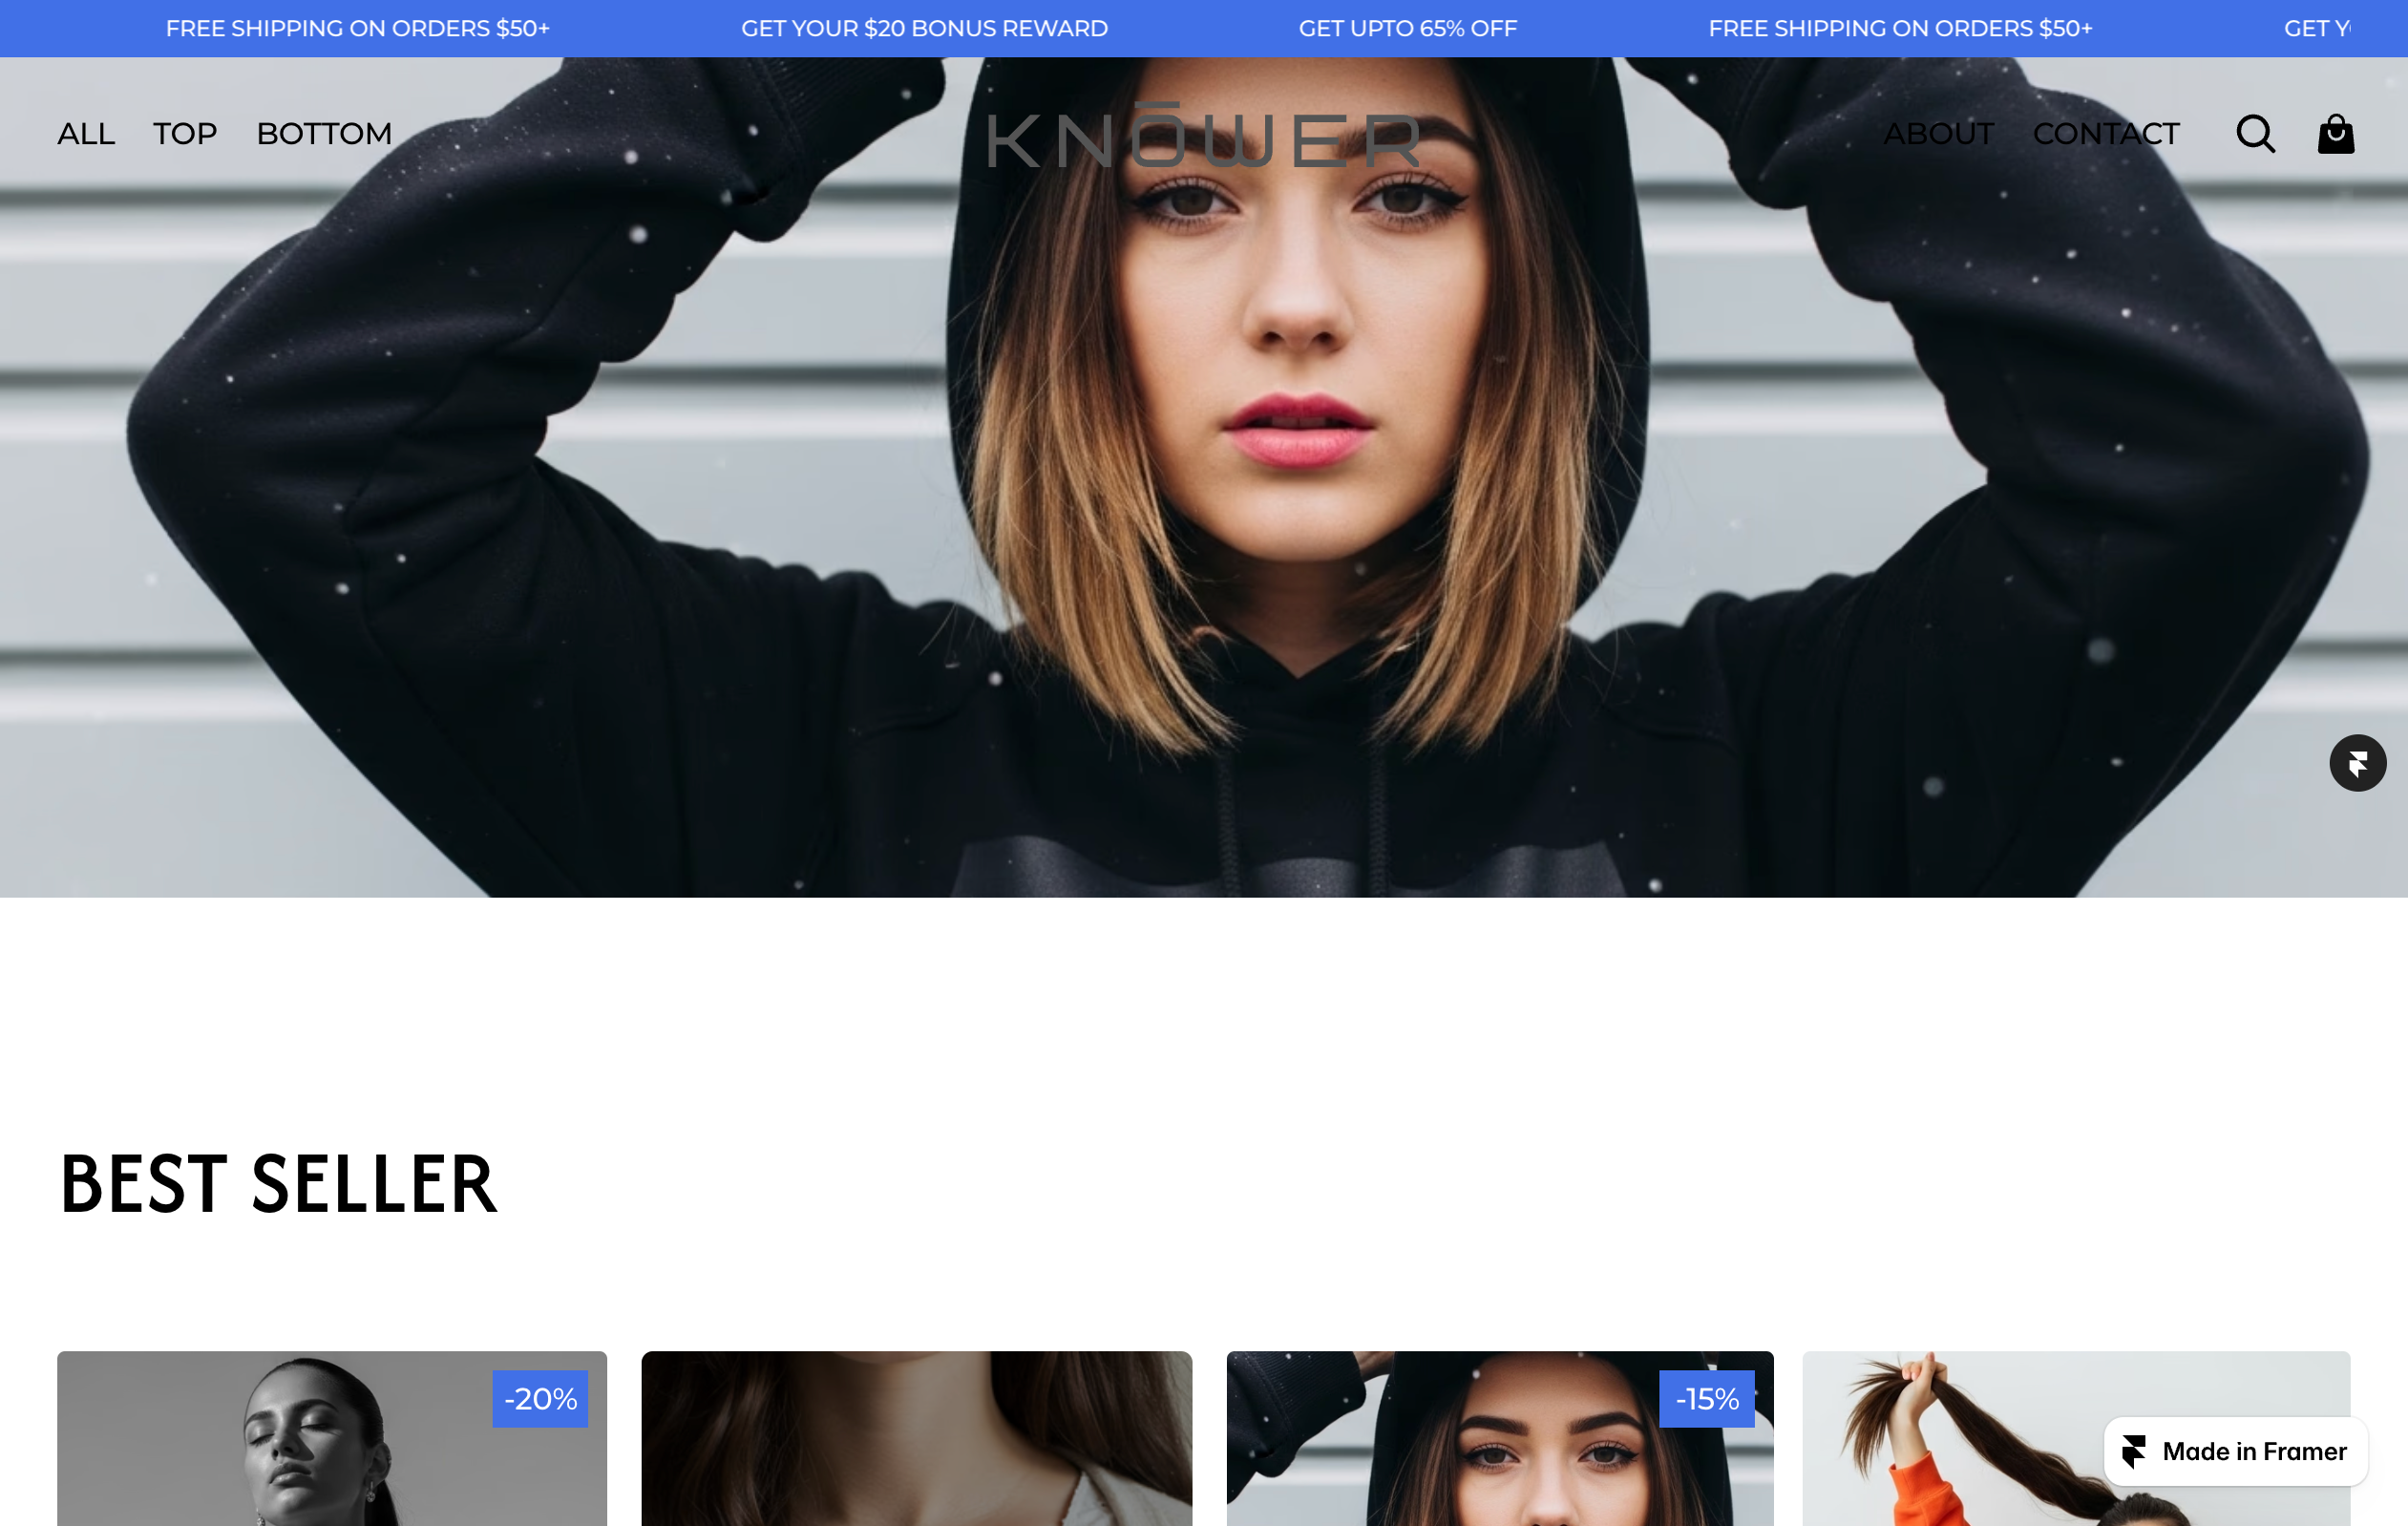 FREE SHIPPING ON ORDERS $50+ GET YOUR $20 BONUS REWARD GET UPTO 65% OFF FREE SHIPPING ON ORDERS $50+ GET
ALL TOP BOTTOM KNŌWER ABOUT CONTACT
BEST SELLER
-20% -15%
Made in Framer